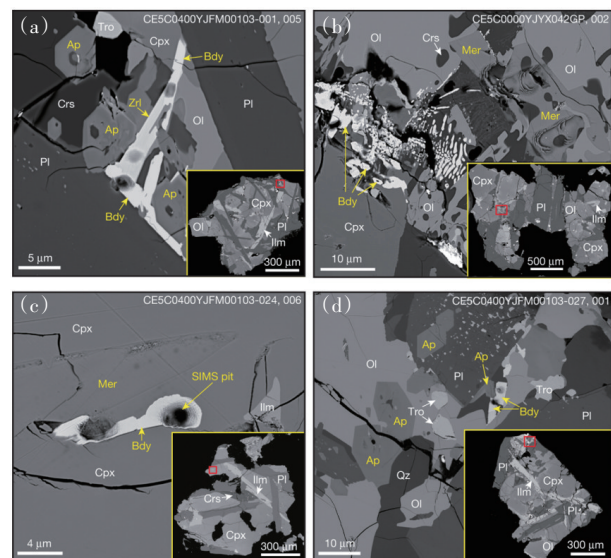 (a)
CE5C0400YJFM00103-001, 005
Tro
Ap
Cpx
Bdy
Crs
Zrl
Ap
Ol
Pl
Pl
Ap
Bdy
5 μm
Cpx
Ol
Pl
Ilm
300 μm
(b)
CE5C0000YJYX042GP, 002
Ol
Crs
Mer
Ol
Mer
Bdy
Ol
Cpx
10 μm
Cpx
Ilm
Pl
Ol
Cpx
500 μm
(c)
CE5C0400YJFM00103-024, 006
Cpx
Mer
SIMS pit
Ilm
Bdy
Cpx
4 μm
Ilm
Pl
Crs
Cpx
300 μm
(d)
CE5C0400YJFM00103-027, 001
Ol
Ap
Ap
Pl
Tro
Tro
Bdy
Ap
Pl
Ap
Qz
Ol
10 μm
Ilm
Cpx
Pl
Ol
300 μm